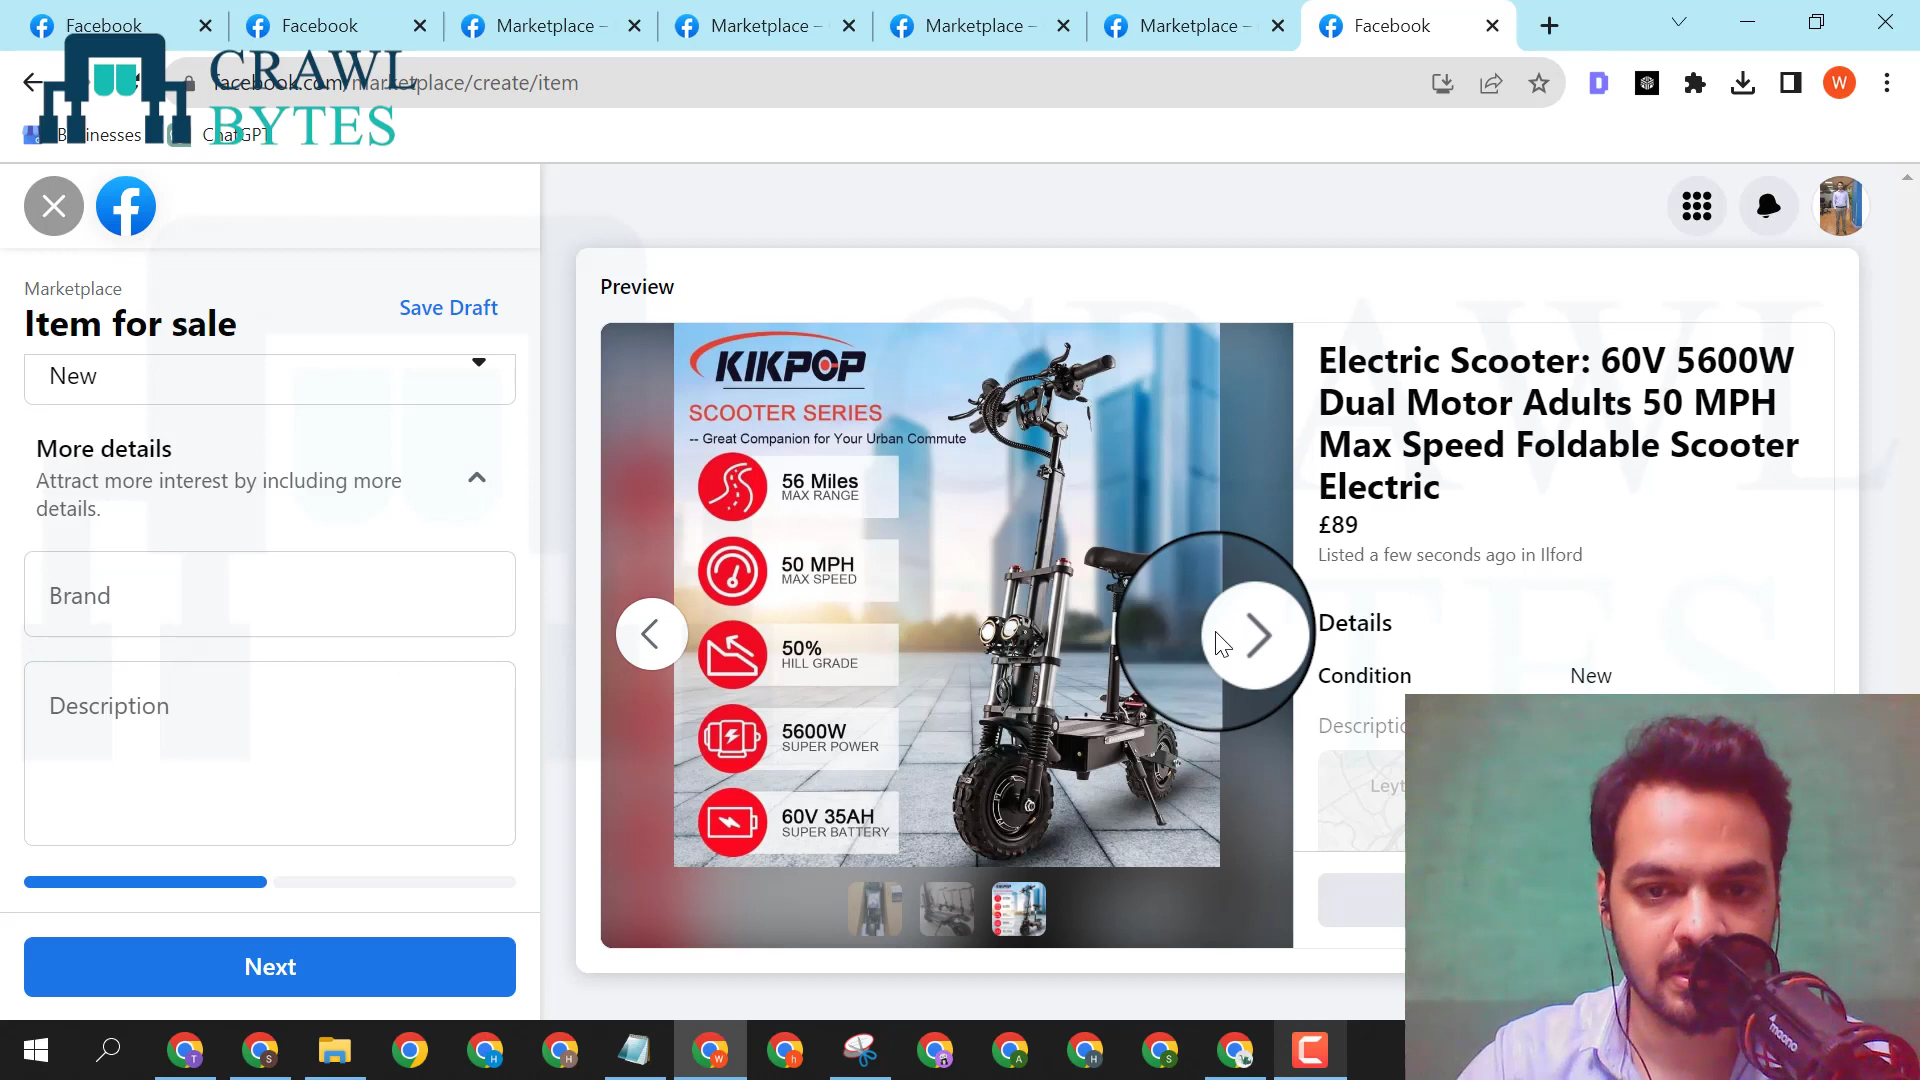 Facebook
Facebook
Marketplace –
Marketplace –
Marketplace –
Marketplace –
Facebook
CRAWL
BYTES
facebook.com/marketplace/create/item
W
Businesses
ChatGPT
Marketplace
Item for sale
Save Draft
New
More details
Attract more interest by including more
details.
Brand
Description
Next
Preview
KIKPOP
SCOOTER SERIES
-- Great Companion for Your Urban Commute
56 Miles
MAX RANGE
50 MPH
MAX SPEED
50%
HILL GRADE
5600W
SUPER POWER
60V 35AH
SUPER BATTERY
Electric Scooter: 60V 5600W
Dual Motor Adults 50 MPH
Max Speed Foldable Scooter
Electric
£89
Listed a few seconds ago in Ilford
Details
Condition
New
Descriptio
Leyt
maono